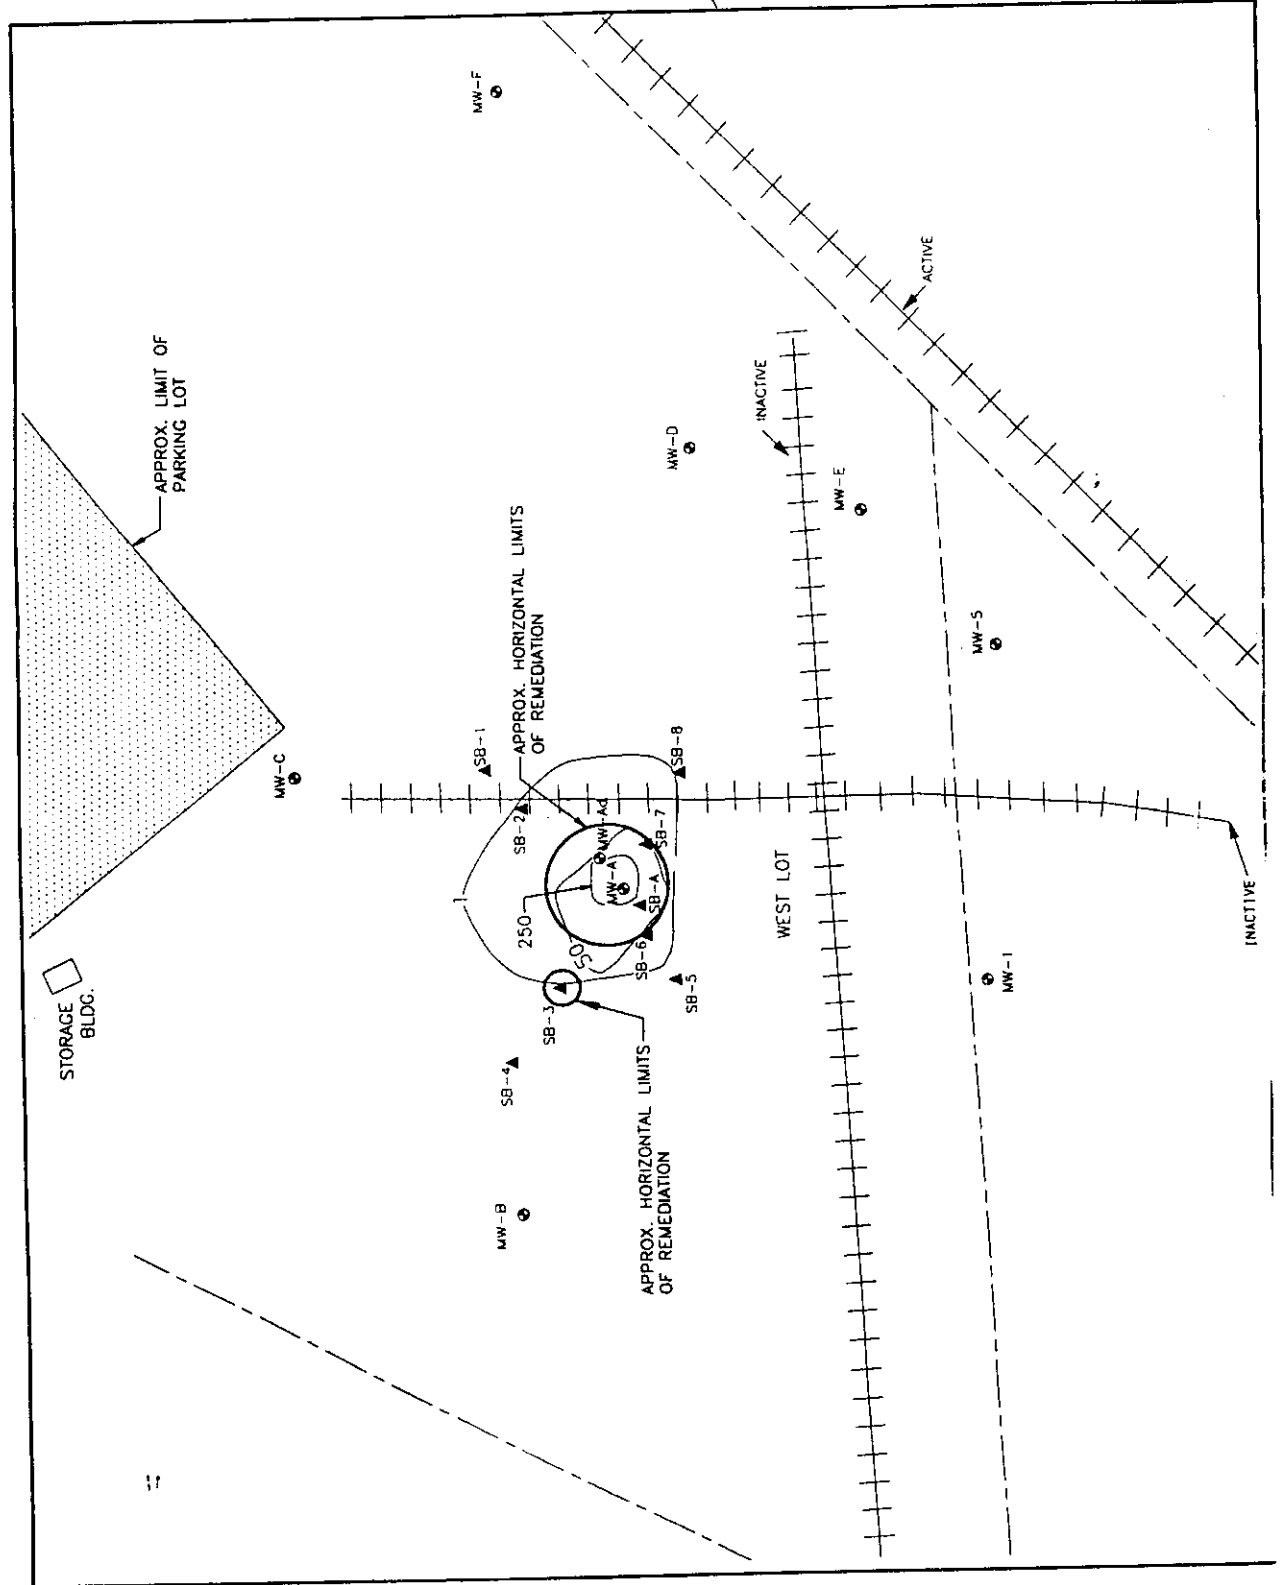 MW-F
APPROX. LIMIT OF
PARKING LOT
ACTIVE
INACTIVE
MW-D
MW-E
APPROX. HORIZONTAL LIMITS
OF REMEDIATION
MW-S
MW-C
SB-1
SB-8
SB-2
MW-Ad
SB-7
MW-A
SB-A
1
250
50
SB-6
SB-5
SB-3
WEST LOT
INACTIVE
MW-1
STORAGE
BLDG.
SB-4
APPROX. HORIZONTAL LIMITS
OF REMEDIATION
MW-B